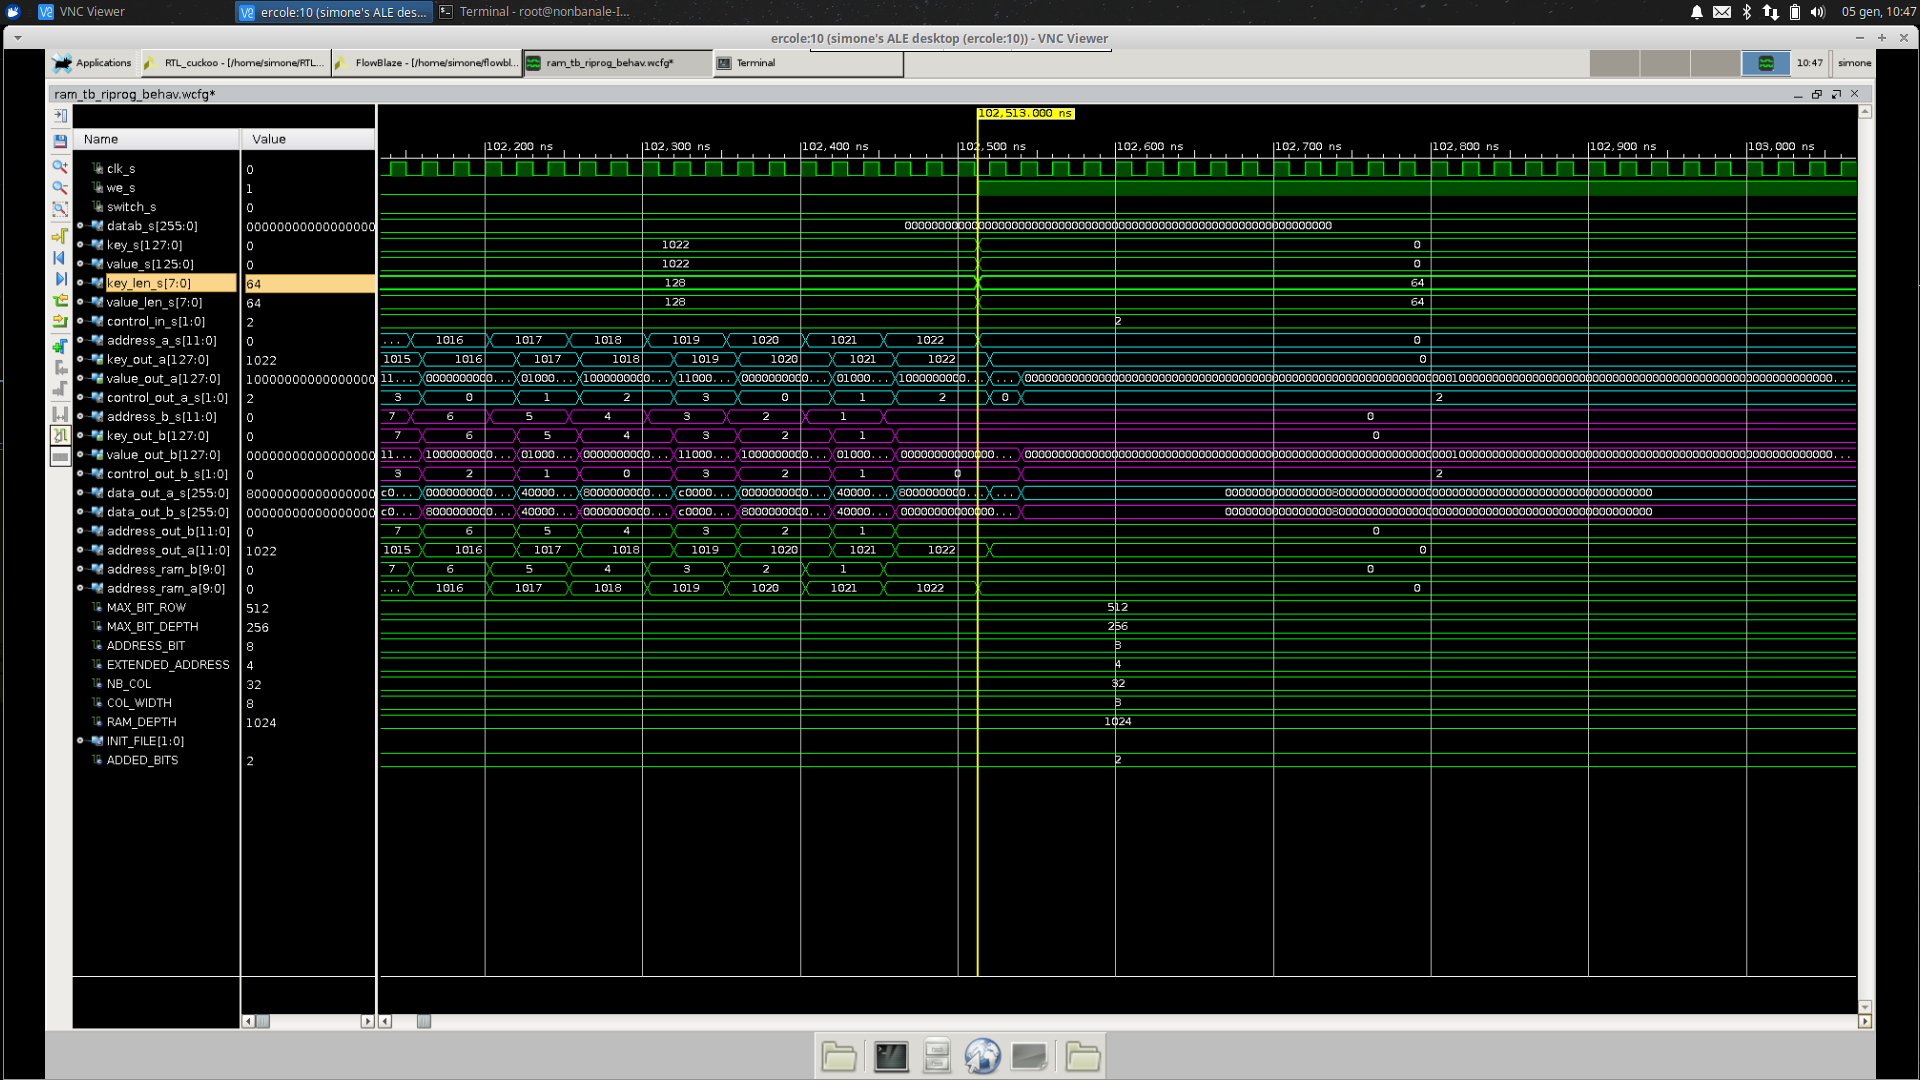 VNC Viewer
ercole:10 (simone's ALE des...
Terminal - root@nonbanale-I...
05 gen, 10:47
ercole:10 (simone's ALE desktop (ercole:10)) - VNC Viewer
Applications
RTL_cuckoo - [/home/simone/RTL...
FlowBlaze - [/home/simone/flowbl...
ram_tb_riprog_behav.wcfg*
Terminal
10:47
simone
ram_tb_riprog_behav.wcfg*
102,513.000 ns
Name Value
102,200 ns 102,300 ns 102,400 ns 102,500 ns 102,600 ns 102,700 ns 102,800 ns 102,900 ns 103,000 ns
clk_s 0
we_s 1
switch_s 0
datab_s[255:0]
key_s[127:0] 0 1022 0
value_s[125:0] 0 1022 0
key_len_s[7:0] 64 128 64
value_len_s[7:0] 64 128 64
control_in_s[1:0] 2 2
address_a_s[11:0] 0 ... 1016 1017 1018 1019 1020 1021 1022 0
key_out_a[127:0] 1022 1015 1016 1017 1018 1019 1020 1021 1022 0
value_out_a[127:0] 11... 0000000000... 01000... 1000000000... 11000... 0000000000... 01000... 1000000000... ...
control_out_a_s[1:0] 2 3 0 1 2 3 0 1 2 0 2
address_b_s[11:0] 0 7 6 5 4 3 2 1 0
key_out_b[127:0] 0 7 6 5 4 3 2 1 0
value_out_b[127:0] 11... 1000000000... 01000... 0000000000... 11000... 1000000000... 01000...
control_out_b_s[1:0] 0 3 2 1 0 3 2 1 0 2
data_out_a_s[255:0] c0... 0000000000... 40000... 8000000000... c0000... 0000000000... 40000... 8000000000... ...
data_out_b_s[255:0] c0... 8000000000... 40000... 0000000000... c0000... 8000000000... 40000...
address_out_b[11:0] 0 7 6 5 4 3 2 1 0
address_out_a[11:0] 1022 1015 1016 1017 1018 1019 1020 1021 1022 0
address_ram_b[9:0] 0 7 6 5 4 3 2 1 0
address_ram_a[9:0] 0 ... 1016 1017 1018 1019 1020 1021 1022 0
MAX_BIT_ROW 512 512
MAX_BIT_DEPTH 256 256
ADDRESS_BIT 8 8
EXTENDED_ADDRESS 4 4
NB_COL 32 32
COL_WIDTH 8 8
RAM_DEPTH 1024 1024
INIT_FILE[1:0]
ADDED_BITS 2 2